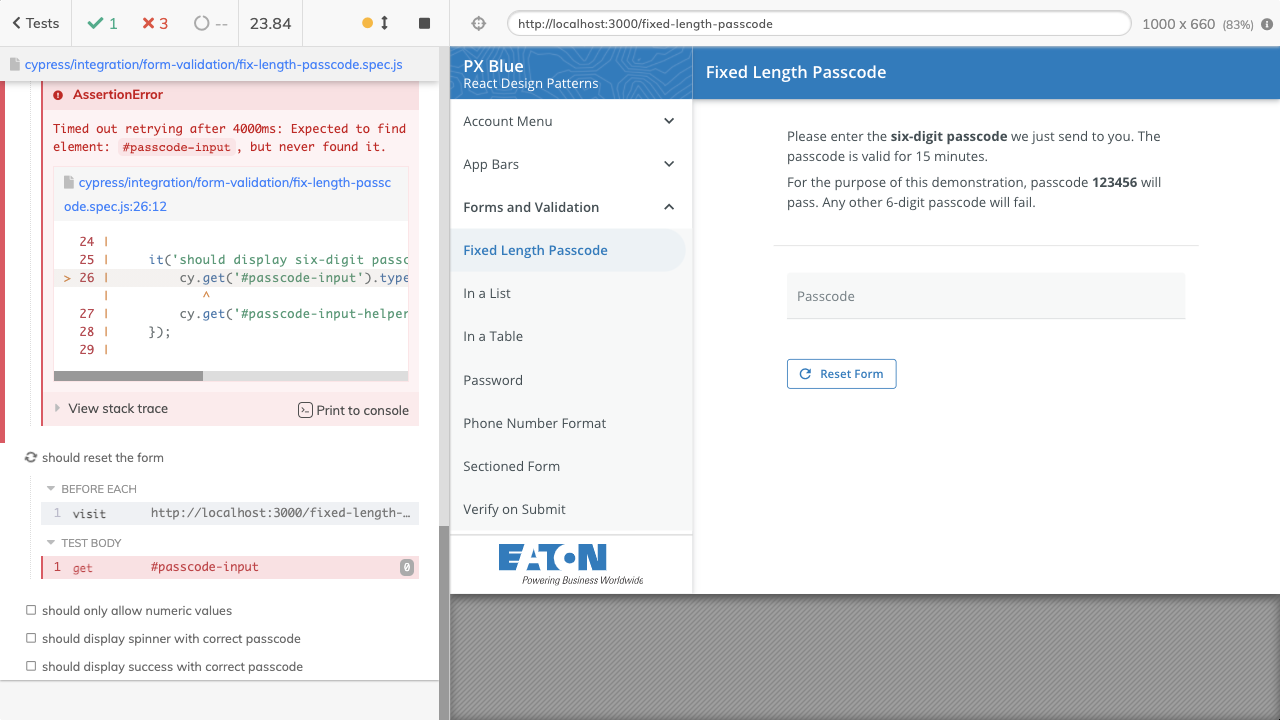 Tests
1
3
--
23.84
http://localhost:3000/fixed-length-passcode
1000 x 660 (83%)
cypress/integration/form-validation/fix-length-passcode.spec.js
AssertionError
Timed out retrying after 4000ms: Expected to find
element: #passcode-input, but never found it.
cypress/integration/form-validation/fix-length-passc
ode.spec.js:26:12
24 |
25 | it('should display six-digit passc
> 26 | cy.get('#passcode-input').type
| ^
27 | cy.get('#passcode-input-helper
28 | });
29 |
View stack trace
Print to console
should reset the form
BEFORE EACH
1 visit http://localhost:3000/fixed-length-…
TEST BODY
1 get #passcode-input 0
should only allow numeric values
should display spinner with correct passcode
should display success with correct passcode
PX Blue
React Design Patterns
Account Menu
App Bars
Forms and Validation
Fixed Length Passcode
In a List
In a Table
Password
Phone Number Format
Sectioned Form
Verify on Submit
EATON
Powering Business Worldwide
Fixed Length Passcode
Please enter the six-digit passcode we just send to you. The
passcode is valid for 15 minutes.
For the purpose of this demonstration, passcode 123456 will
pass. Any other 6-digit passcode will fail.
Passcode
Reset Form